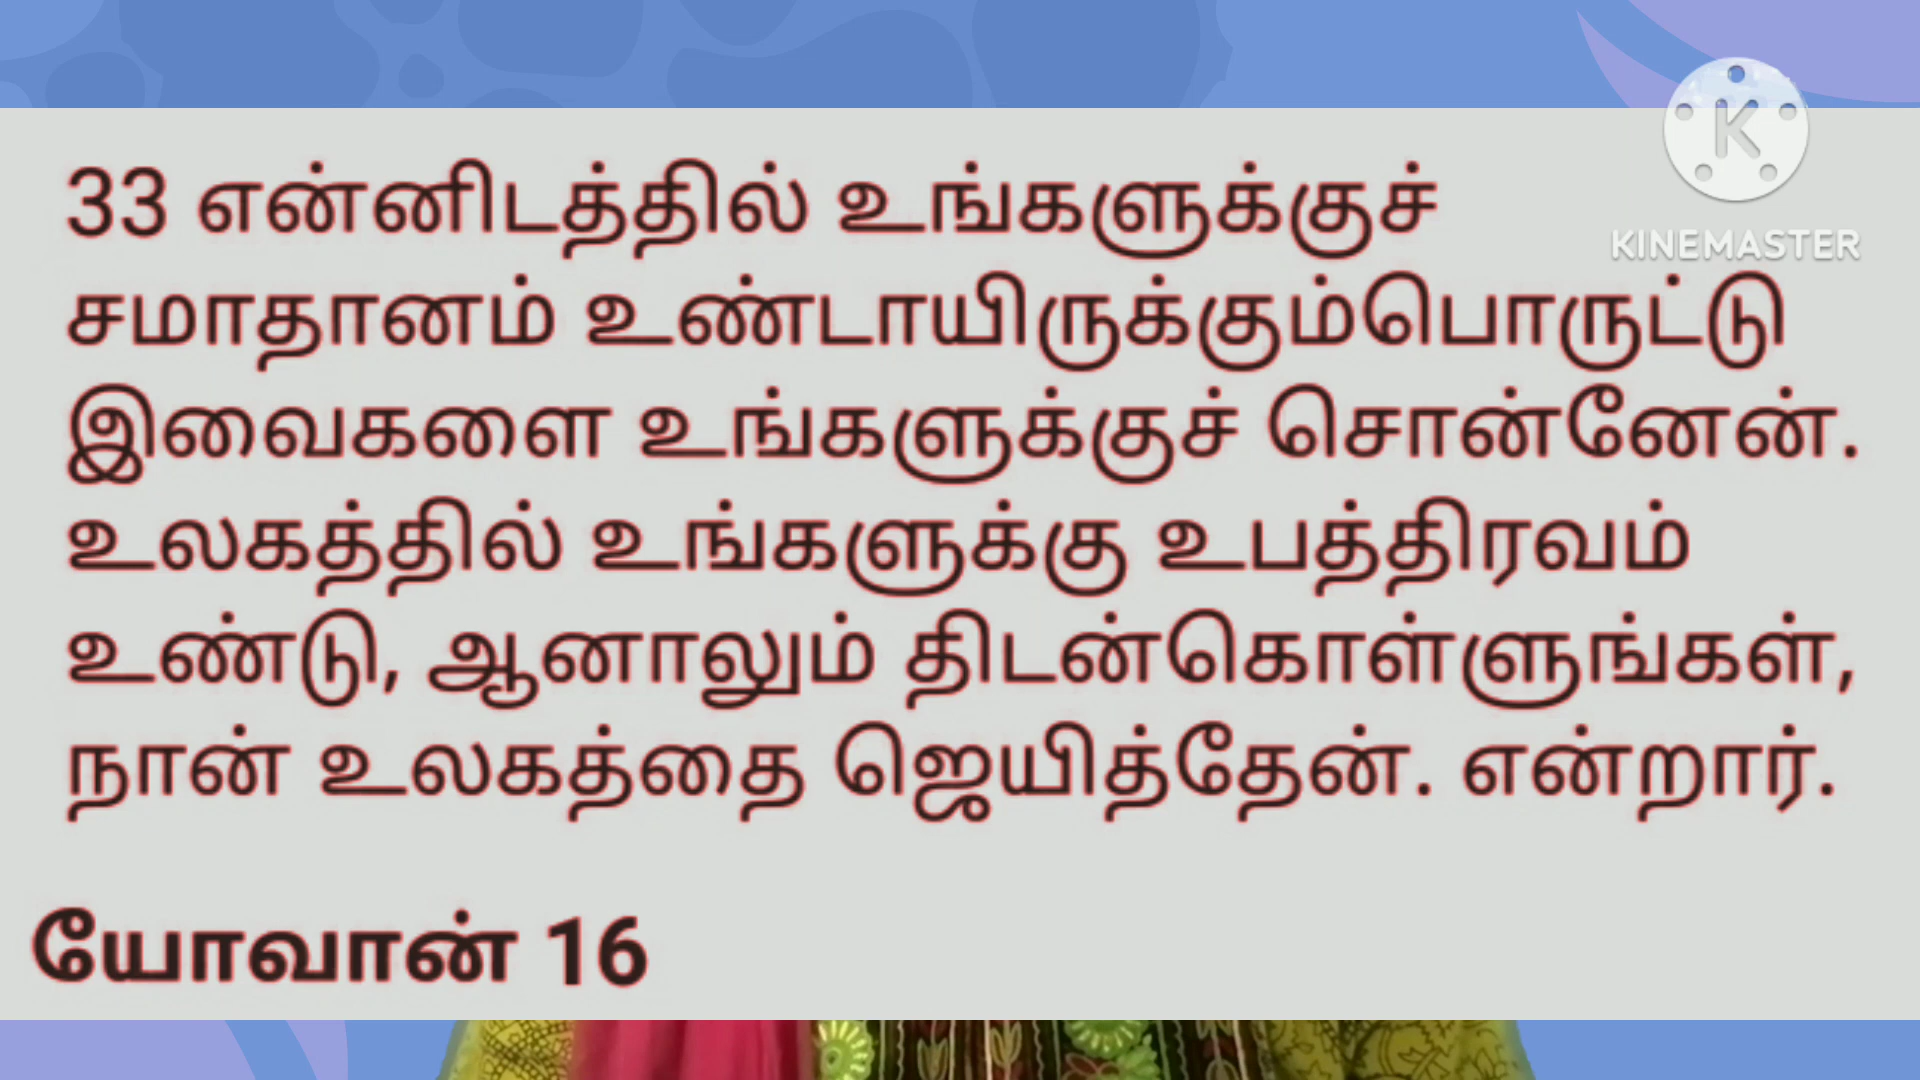 33 என்னிடத்தில் உங்களுக்குச்
சமாதானம் உண்டாயிருக்கும்பொருட்டு
இவைகளை உங்களுக்குச் சொன்னேன்.
உலகத்தில் உங்களுக்கு உபத்திரவம்
உண்டு, ஆனாலும் திடன்கொள்ளுங்கள்,
நான் உலகத்தை ஜெயித்தேன். என்றார்.
யோவான் 16
K
KINEMASTER